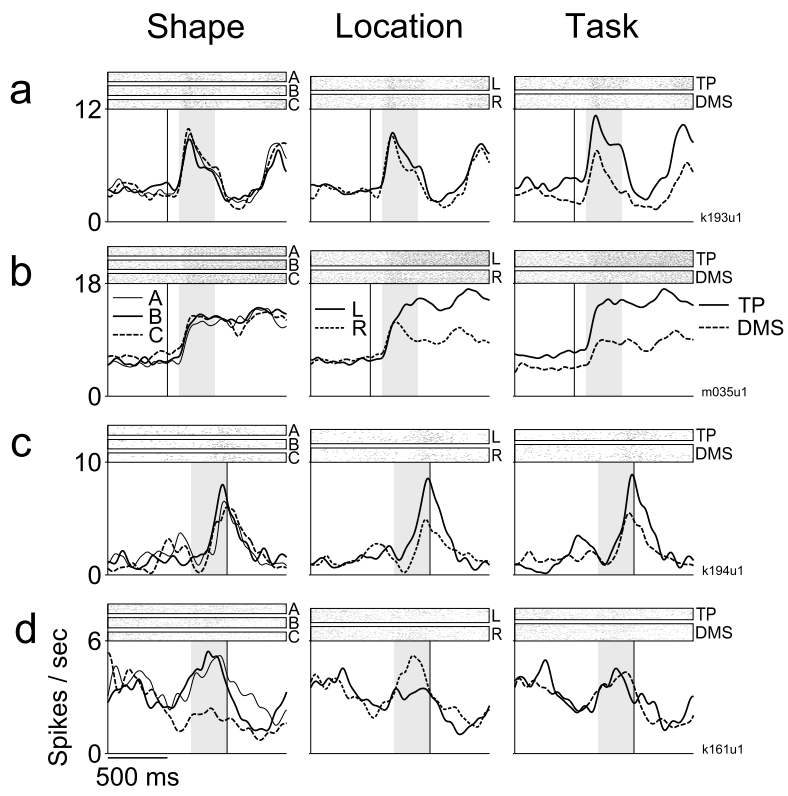 Shape Location Task
a
A
B
C
L
R
TP
DMS
12
0
k193u1
b
A
B
C
L
R
TP
DMS
18
A
B
C
L
R
TP
DMS
0
m035u1
c
A
B
C
L
R
TP
DMS
10
0
k194u1
d
A
B
C
L
R
TP
DMS
6
Spikes / sec
0
k161u1
500 ms